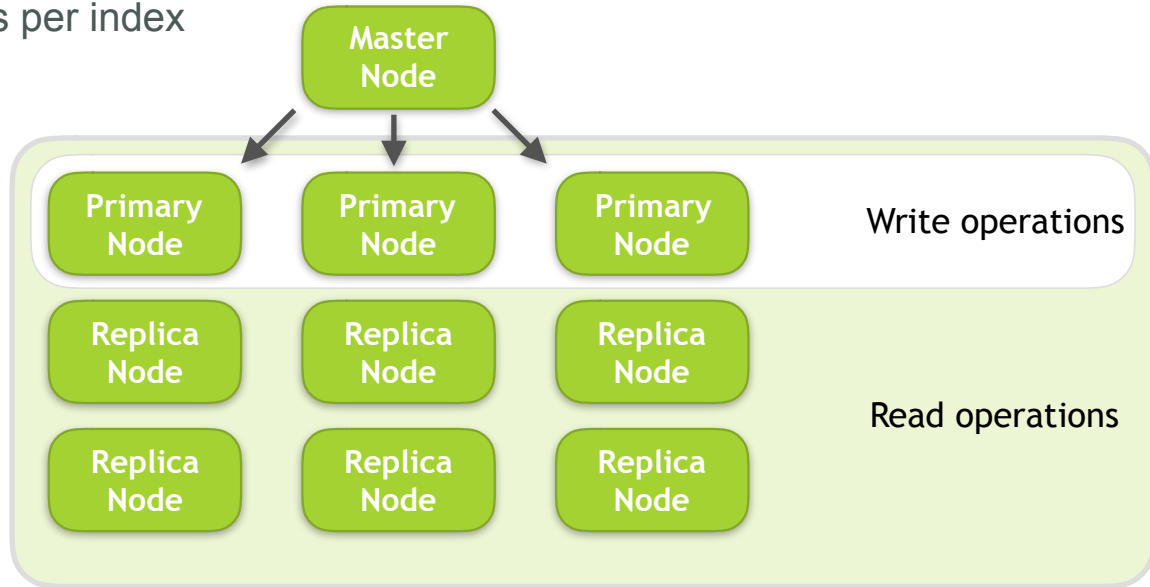 s per index
Master
Node
Primary
Node
Primary
Node
Primary
Node
Write operations
Replica
Node
Replica
Node
Replica
Node
Read operations
Replica
Node
Replica
Node
Replica
Node